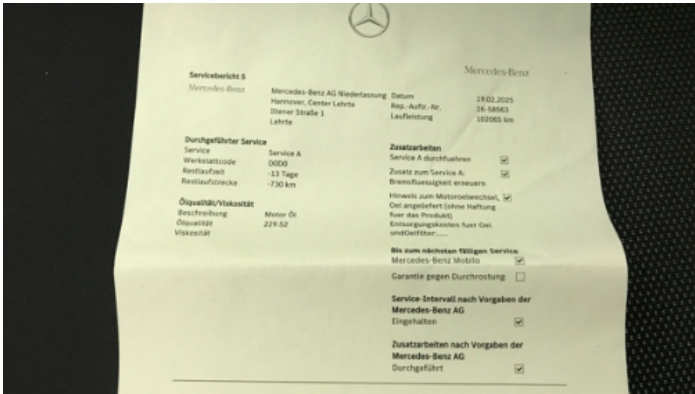 Servicebericht 5
Mercedes-Benz
Mercedes-Benz
Mercedes-Benz AG Niederlassung
Hannover, Center Lehrte
Iltener Straße 1
Lehrte
Datum 19.02.2025
Rep.-Auftr.-Nr. 16-58563
Laufleistung 102065 km
Durchgeführter Service
Service Service A
Werkstattcode D0D0
Restlaufzeit -13 Tage
Restlaufstrecke -730 km
Ölqualität/Viskosität
Beschreibung Motor Öl
Ölqualität 229.52
Viskosität
Zusatzarbeiten
Service A durchfuehren
Zusatz zum Service A:
Bremsfluessigkeit erneuern
Hinweis zum Motoroelwechsel,
Oel angeliefert (ohne Haftung
fuer das Produkt)
Entsorgungskosten fuer Oel
undOelfilter:....
Bis zum nächsten fälligen Service
Mercedes-Benz Mobilo
Garantie gegen Durchrostung
Service-Intervall nach Vorgaben der
Mercedes-Benz AG
Eingehalten
Zusatzarbeiten nach Vorgaben der
Mercedes-Benz AG
Durchgeführt